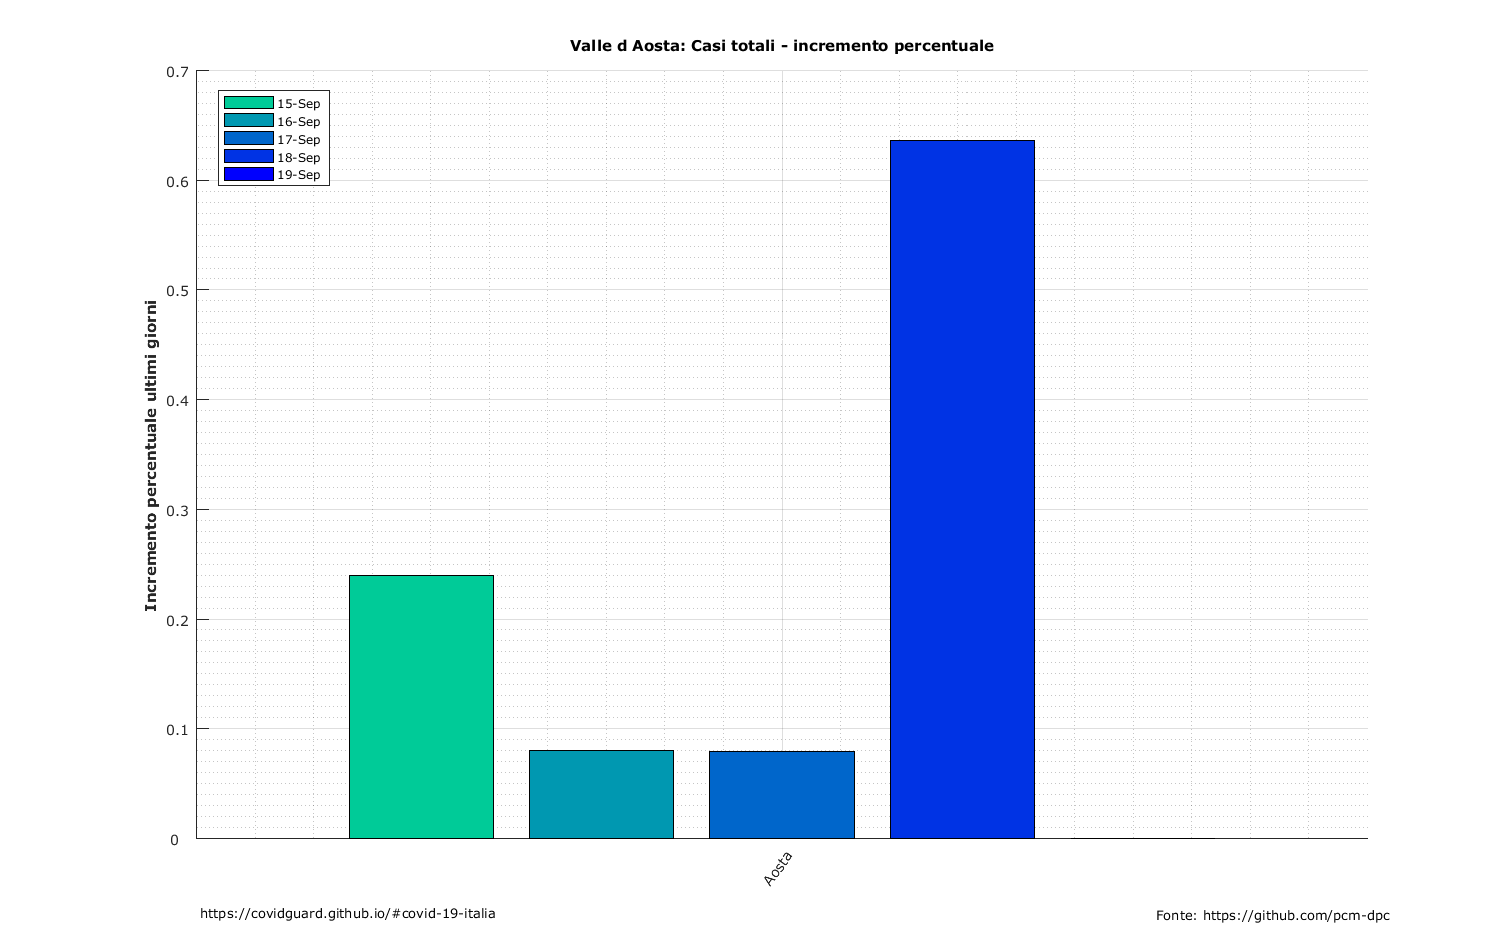 Valle d Aosta: Casi totali - incremento percentuale
0.7
0.6
0.5
0.4
0.3
0.2
0.1
0
Incremento percentuale ultimi giorni
15-Sep
16-Sep
17-Sep
18-Sep
19-Sep
Aosta
https://covidguard.github.io/#covid-19-italia
Fonte: https://github.com/pcm-dpc